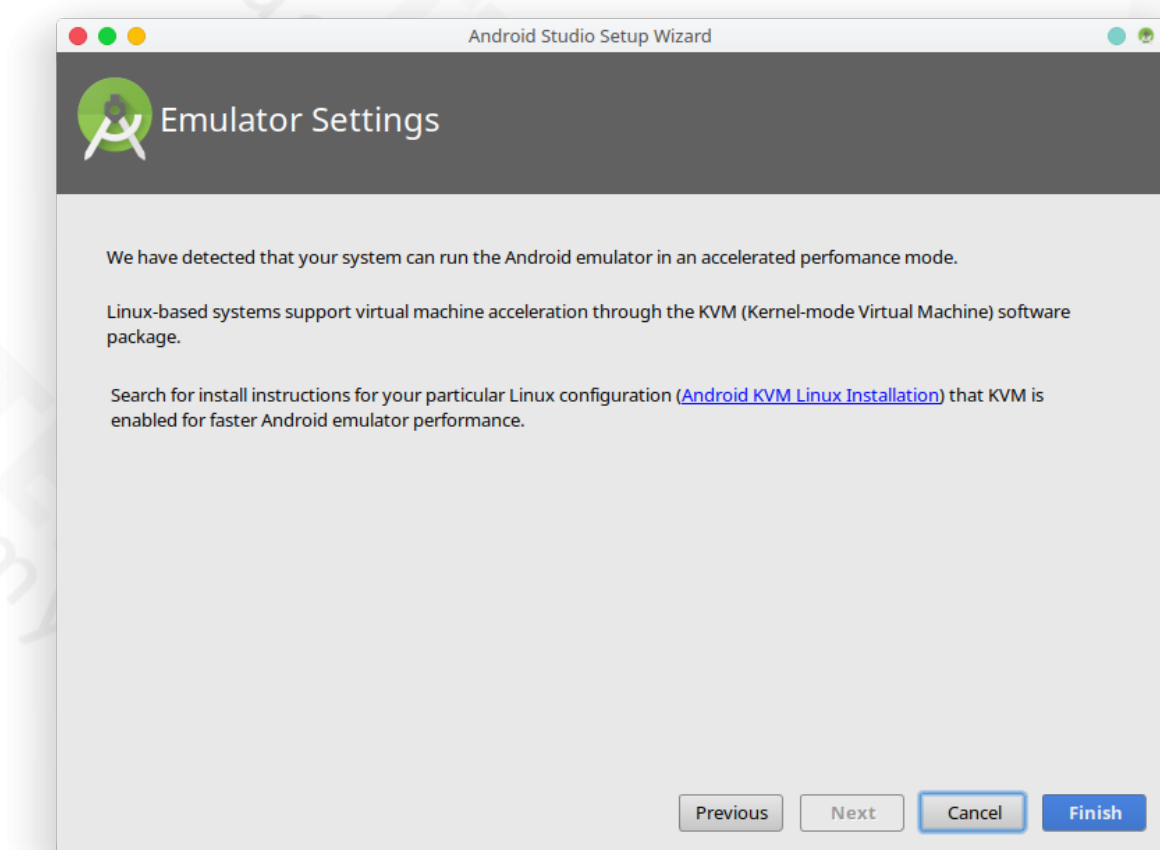 Android Studio Setup Wizard
Emulator Settings
We have detected that your system can run the Android emulator in an accelerated perfomance mode.
Linux-based systems support virtual machine acceleration through the KVM (Kernel-mode Virtual Machine) software
package.
Search for install instructions for your particular Linux configuration (Android KVM Linux Installation) that KVM is
enabled for faster Android emulator performance.
Previous Next Cancel Finish